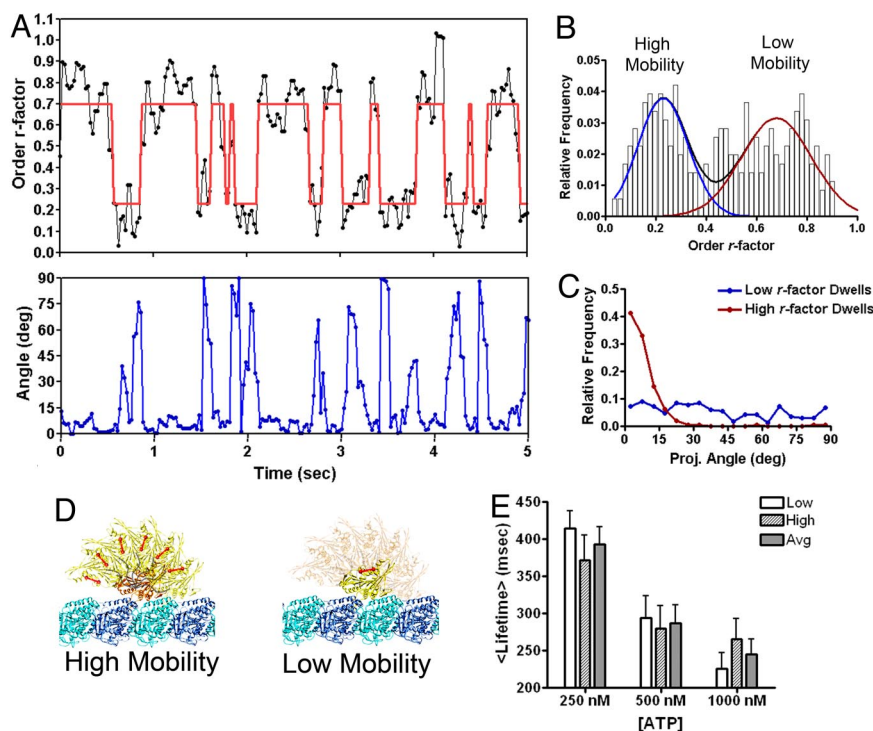 A
Order r-factor
1.1
1.0
0.9
0.8
0.7
0.6
0.5
0.4
0.3
0.2
0.1
0.0
Angle (deg)
90
75
60
45
30
15
0
0 1 2 3 4 5
Time (sec)
B
High Mobility
Low Mobility
Relative Frequency
0.05
0.04
0.03
0.02
0.01
0.00
0.2 0.4 0.6 0.8 1.0
Order r-factor
C
Low r-factor Dwells
High r-factor Dwells
Relative Frequency
0.5
0.4
0.3
0.2
0.1
0.0
0 15 30 45 60 75 90
Proj. Angle (deg)
D
High Mobility
Low Mobility
E
Low
High
Avg
<Lifetime> (msec)
450
400
350
300
250
200
250 nM 500 nM 1000 nM
[ATP]